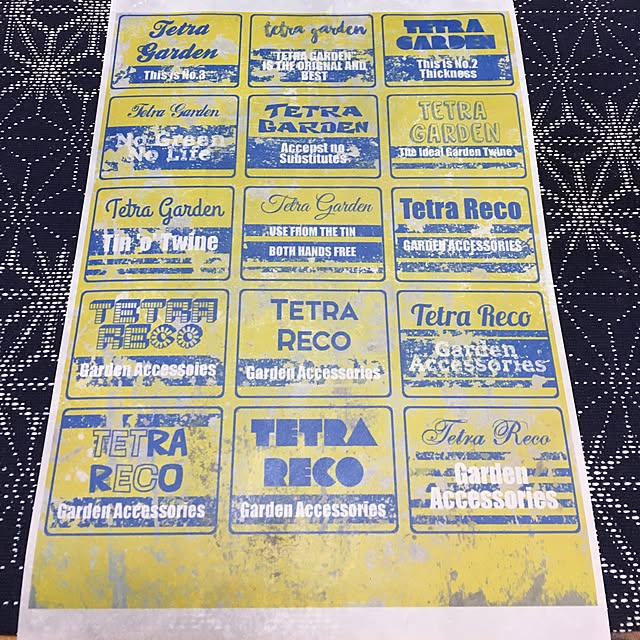 Tetra
Garden
This is No.3
tetra garden
"TETRA GARDEN"
IS THE ORIGNAL AND
BEST
TETRA
GARDEN
This is No.2
Thickness
Tetra Garden
No Green
No Life
TETRA
GARDEN
Accepst no
Substitutes
TETRA
GARDEN
The Ideal Garden Twine
Tetra Garden
Tin o' Twine
Tetra Garden
USE FROM THE TIN
BOTH HANDS FREE
Tetra Reco
GARDEN ACCESSORIES
TETRA
RECO
Garden Accessoies
TETRA
RECO
Garden Accessories
Tetra Reco
Garden
Accessories
TETRA
RECO
Garden Accessories
TETRA
RECO
Garden Accessories
Tetra Reco
Garden
Accessories